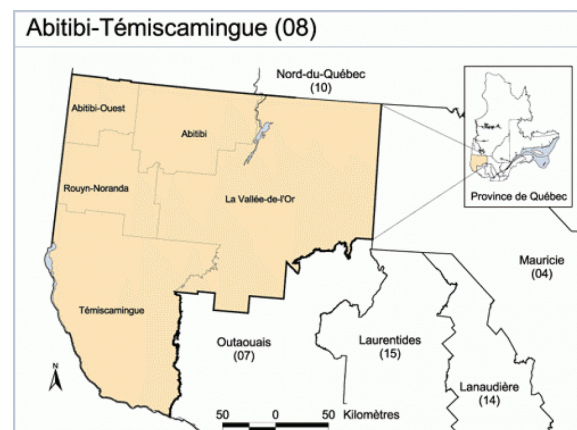 Abitibi-Témiscamingue (08)
Nord-du-Québec
(10)
Abitibi-Ouest
Abitibi
Rouyn-Noranda
La Vallée-de-l'Or
Province de Québec
Mauricie
(04)
Témiscamingue
Outaouais
(07)
Laurentides
(15)
Lanaudière
(14)
N
50 0 50
Kilomètres